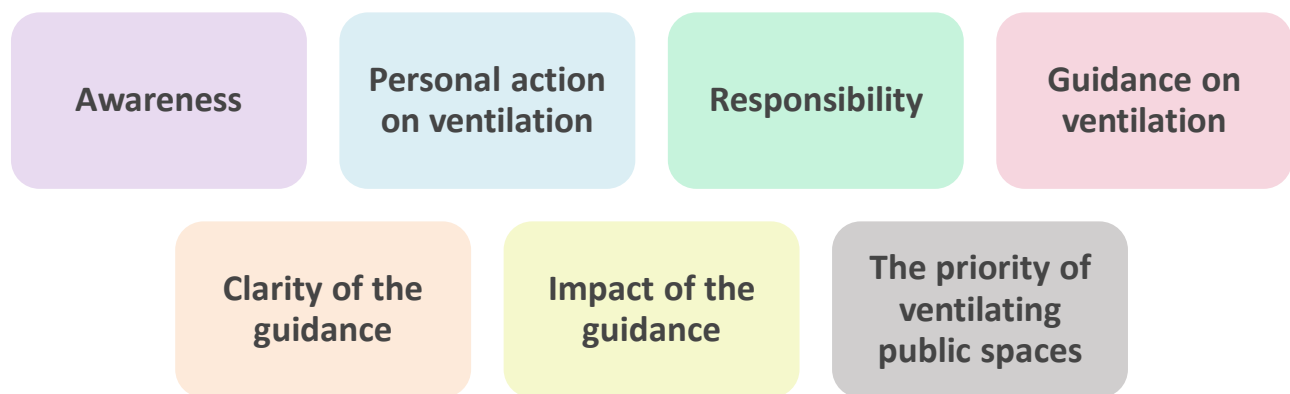 Awareness
Personal action
on ventilation
Responsibility
Guidance on
ventilation
Clarity of the
guidance
Impact of the
guidance
The priority of
ventilating
public spaces